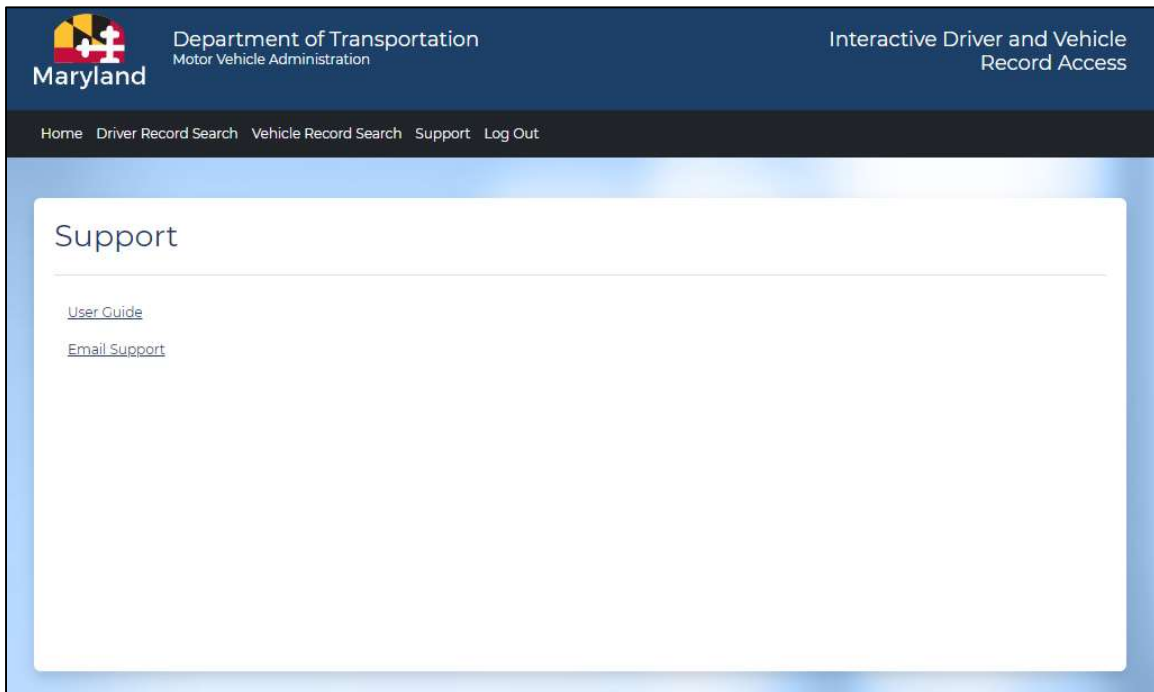 Maryland
Department of Transportation
Motor Vehicle Administration
Interactive Driver and Vehicle
Record Access
Home Driver Record Search Vehicle Record Search Support Log Out
Support
User Guide
Email Support